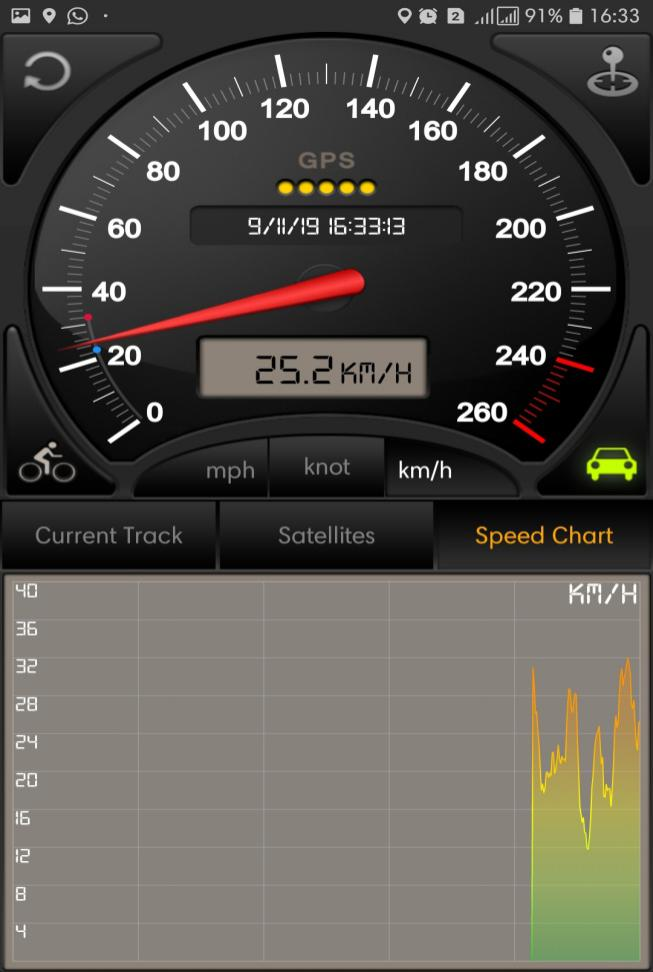 2 91% 16:33
120 140
100 160
GPS
80 180
9/11/19 16:33:13
60 200
40 220
20 240
25.2 KM/H
0 260
mph knot km/h
Current Track Satellites Speed Chart
40 KM/H
36
32
28
24
20
16
12
8
4